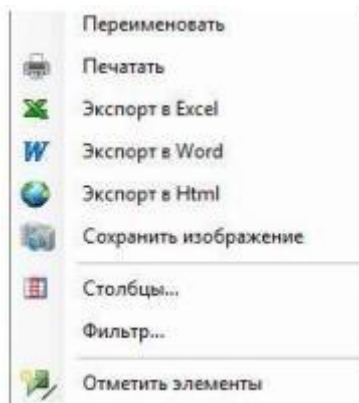 Переименовать
Печатать
Экспорт в Excel
Экспорт в Word
Экспорт в Html
Сохранить изображение
Столбцы...
Фильтр...
Отметить элементы